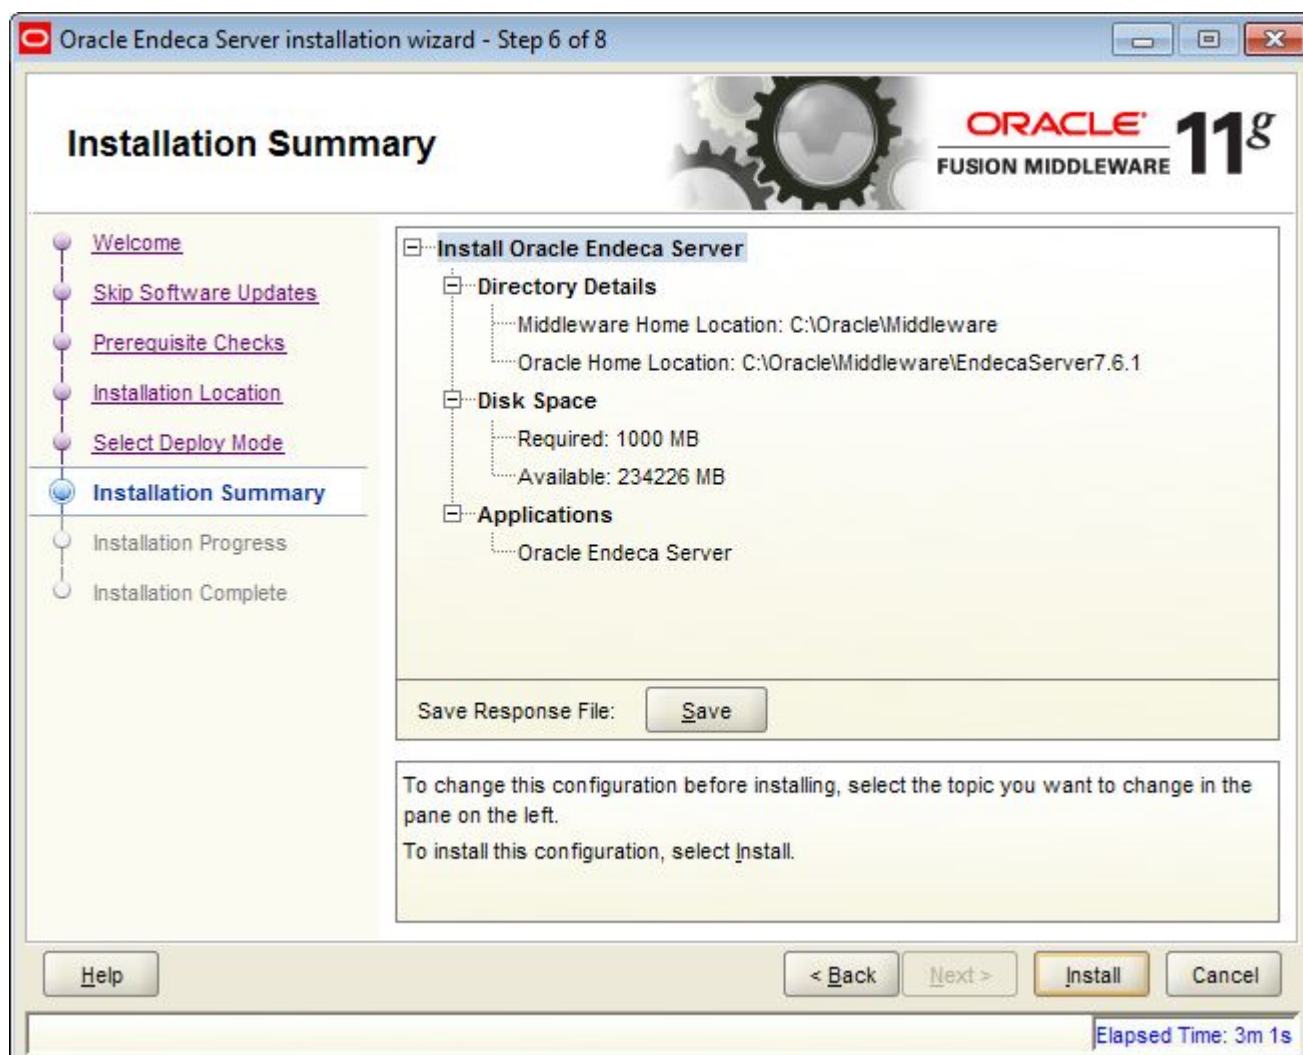 Oracle Endeca Server installation wizard - Step 6 of 8
Installation Summary
ORACLE
FUSION MIDDLEWARE
11g
Welcome
Skip Software Updates
Prerequisite Checks
Installation Location
Select Deploy Mode
Installation Summary
Installation Progress
Installation Complete
Install Oracle Endeca Server
Directory Details
Middleware Home Location: C:\Oracle\Middleware
Oracle Home Location: C:\Oracle\Middleware\EndecaServer7.6.1
Disk Space
Required: 1000 MB
Available: 234226 MB
Applications
Oracle Endeca Server
Save Response File:
Save
To change this configuration before installing, select the topic you want to change in the
pane on the left.
To install this configuration, select Install.
Help
< Back
Next >
Install
Cancel
Elapsed Time: 3m 1s